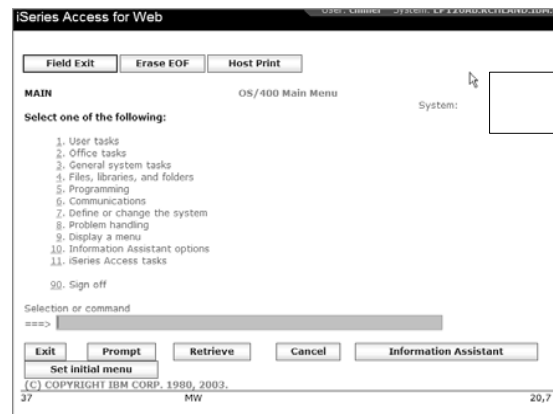 iSeries Access for Web
User: System:
Field Exit Erase EOF Host Print
MAIN OS/400 Main Menu
System:
Select one of the following:
1. User tasks
2. Office tasks
3. General system tasks
4. Files, libraries, and folders
5. Programming
6. Communications
7. Define or change the system
8. Problem handling
9. Display a menu
10. Information Assistant options
11. iSeries Access tasks
90. Sign off
Selection or command
===>
Exit Prompt Retrieve Cancel Information Assistant
Set initial menu
(C) COPYRIGHT IBM CORP. 1980, 2003.
37 MW 20,7